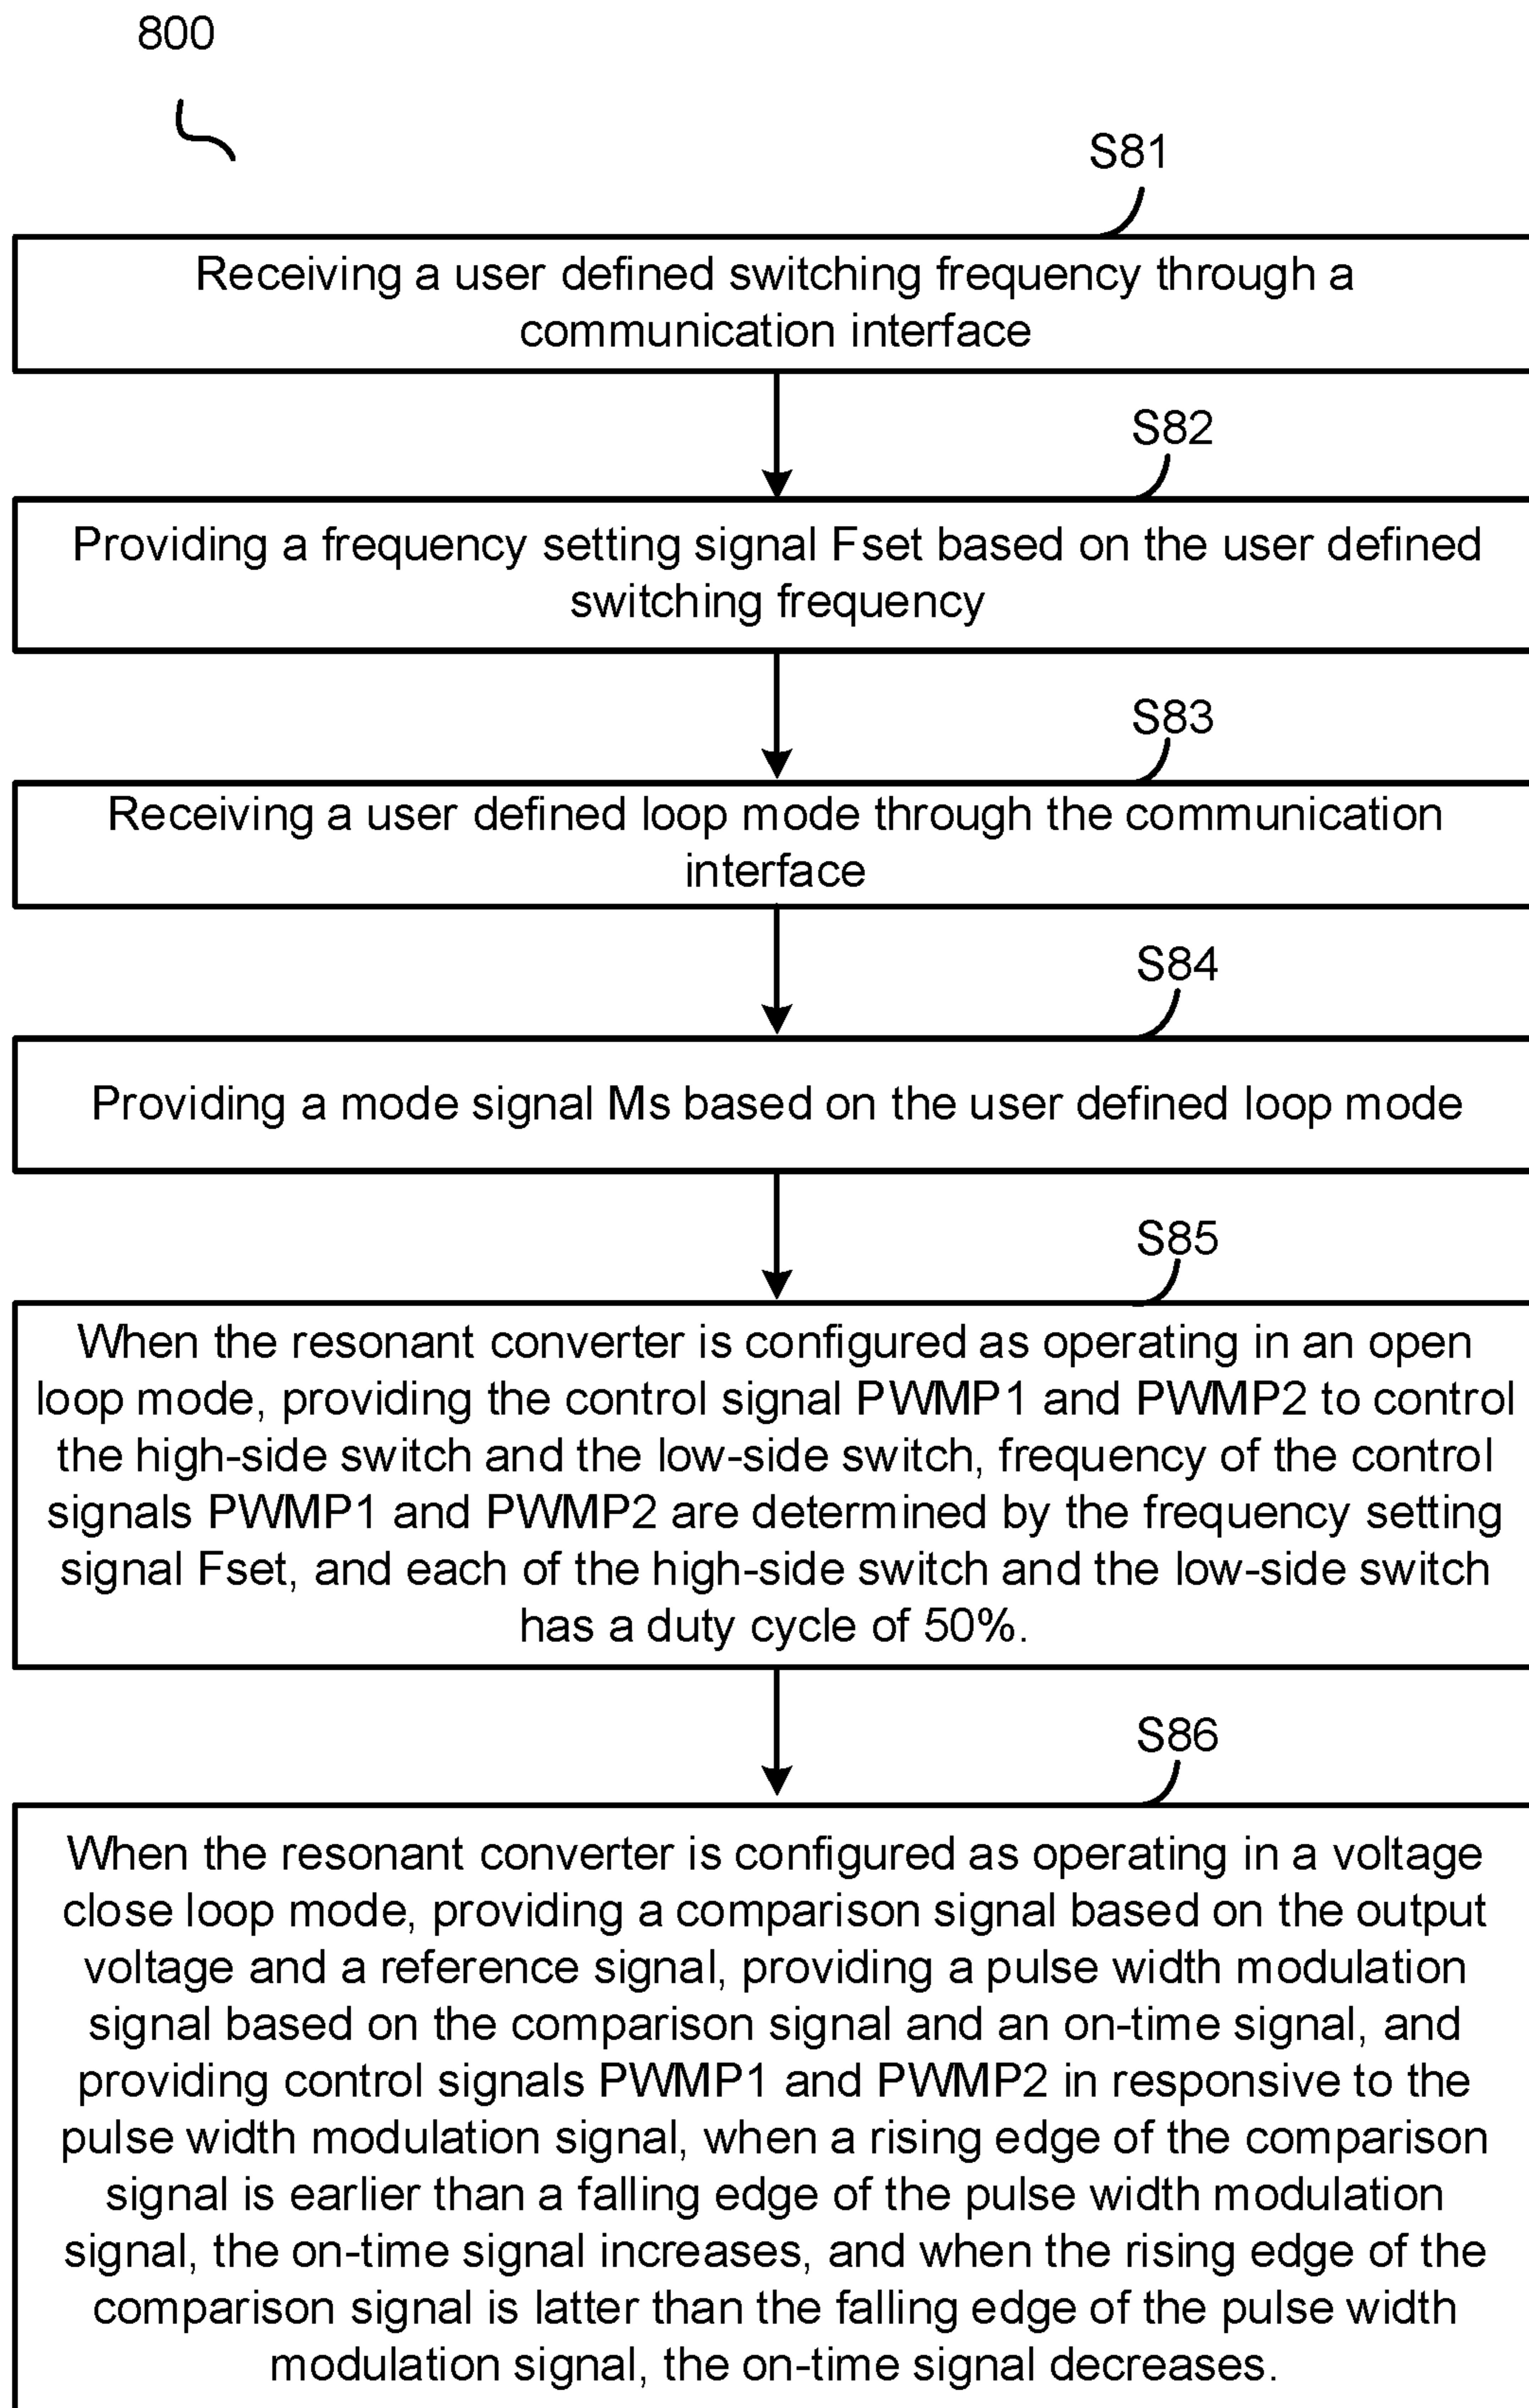 800
S81
Receiving a user defined switching frequency through a
communication interface
S82
Providing a frequency setting signal Fset based on the user defined
switching frequency
S83
Receiving a user defined loop mode through the communication
interface
S84
Providing a mode signal Ms based on the user defined loop mode
S85
When the resonant converter is configured as operating in an open
loop mode, providing the control signal PWMP1 and PWMP2 to control
the high-side switch and the low-side switch, frequency of the control
signals PWMP1 and PWMP2 are determined by the frequency setting
signal Fset, and each of the high-side switch and the low-side switch
has a duty cycle of 50%.
S86
When the resonant converter is configured as operating in a voltage
close loop mode, providing a comparison signal based on the output
voltage and a reference signal, providing a pulse width modulation
signal based on the comparison signal and an on-time signal, and
providing control signals PWMP1 and PWMP2 in responsive to the
pulse width modulation signal, when a rising edge of the comparison
signal is earlier than a falling edge of the pulse width modulation
signal, the on-time signal increases, and when the rising edge of the
comparison signal is latter than the falling edge of the pulse width
modulation signal, the on-time signal decreases.